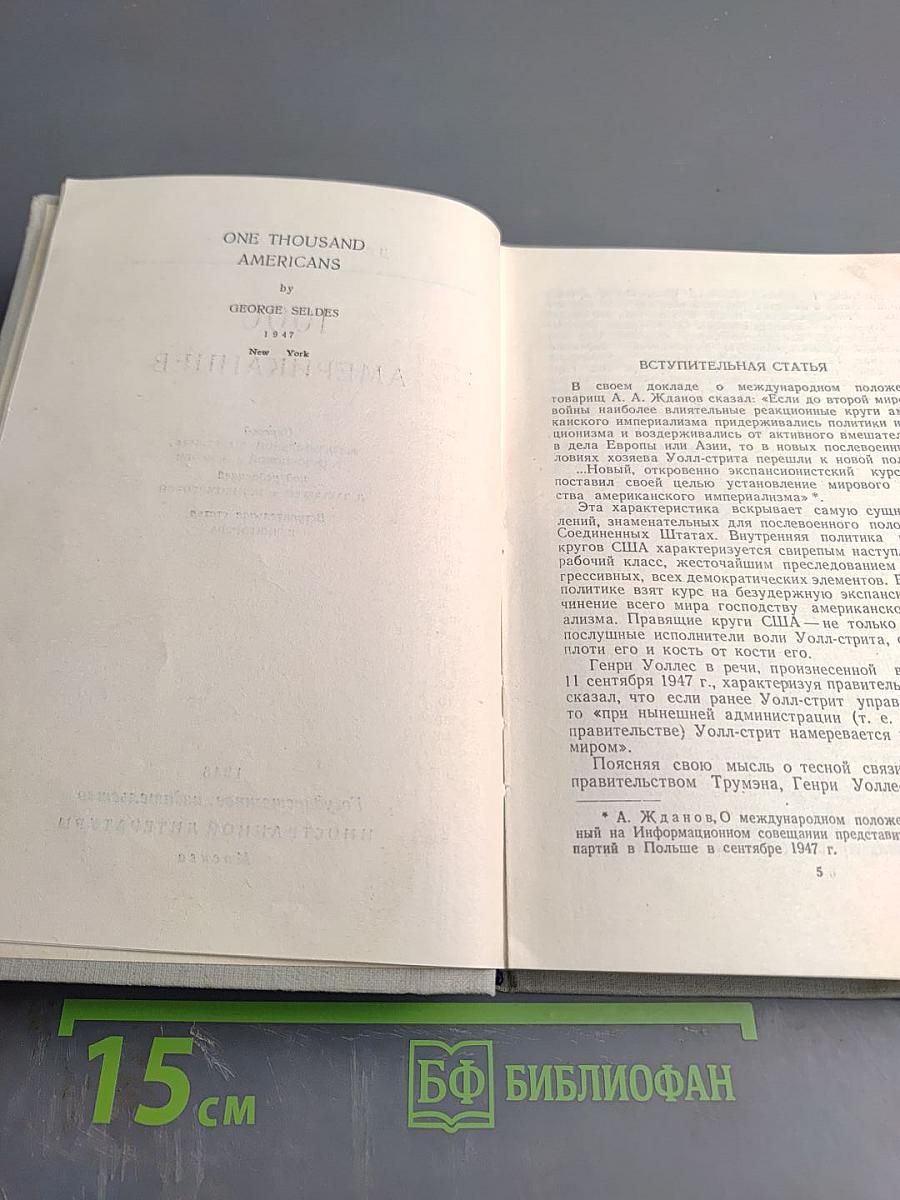 ONE THOUSAND
AMERICANS
by
GEORGE SELDES
1947
New York
ВСТУПИТЕЛЬНАЯ СТАТЬЯ
В своем докладе о международном положе
товарищ А. А. Жданов сказал: «Если до второй миро
войны наиболее влиятельные реакционные круги ам
канского империализма придерживались политики и
ционизма и воздерживались от активного вмешател
в дела Европы или Азии, то в новых послевоенны
ловиях хозяева Уолл-стрита перешли к новой пол
...Новый, откровенно экспансионистский курс
поставил своей целью установление мирового
ства американского империализма» *.
Эта характеристика вскрывает самую сущн
лений, знаменательных для послевоенного поло
Соединенных Штатах. Внутренняя политика
кругов США характеризуется свирепым наступл
рабочий класс, жесточайшим преследованием
грессивных, всех демократических элементов. В
политике взят курс на безудержную экспанси
чинение всего мира господству американско
ализма. Правящие круги США — не только
послушные исполнители воли Уолл-стрита, о
плоти его и кость от кости его.
Генри Уоллес в речи, произнесенной в
11 сентября 1947 г., характеризуя правитель
сказал, что если ранее Уолл-стрит управ
то «при нынешней администрации (т. е.
правительстве) Уолл-стрит намеревается
миром».
Поясняя свою мысль о тесной связи
правительством Трумэна, Генри Уолле
* А. Жданов, О международном положе
ный на Информационном совещании представи
партий в Польше в сентябре 1947 г.
5
15 см
БФ БИБЛИОФАН